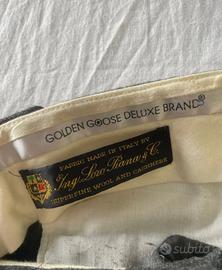 GOLDEN GOOSE DELUXE BRAND®
FABRIC MADE IN ITALY BY
Ing. Loro Piana & C.
SUPERFINE WOOL AND CASHMERE
subito